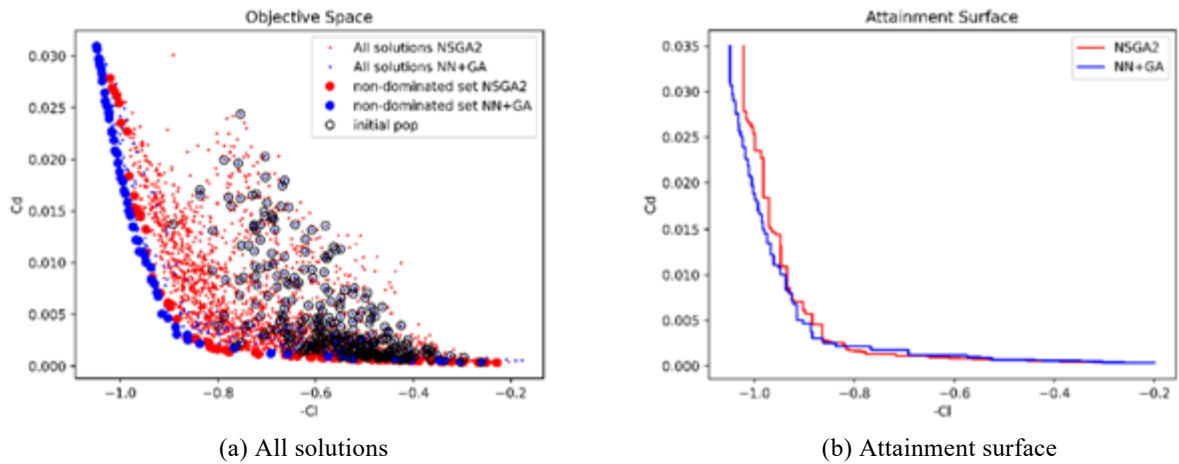 Objective Space
Cd
0.030
0.025
0.020
0.015
0.010
0.005
0.000
All solutions NSGA2
All solutions NN+GA
non-dominated set NSGA2
non-dominated set NN+GA
initial pop
−1.0 −0.8 −0.6 −0.4 −0.2
-Cl
(a) All solutions
Attainment Surface
Cd
0.035
0.030
0.025
0.020
0.015
0.010
0.005
0.000
NSGA2
NN+GA
−1.0 −0.8 −0.6 −0.4 −0.2
-Cl
(b) Attainment surface